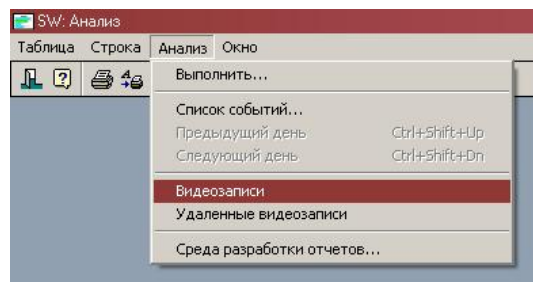 SW: Анализ
Таблица Строка Анализ Окно
Выполнить...
Список событий...
Предыдущий день Ctrl+Shift+Up
Следующий день Ctrl+Shift+Dn
Видеозаписи
Удаленные видеозаписи
Среда разработки отчетов...